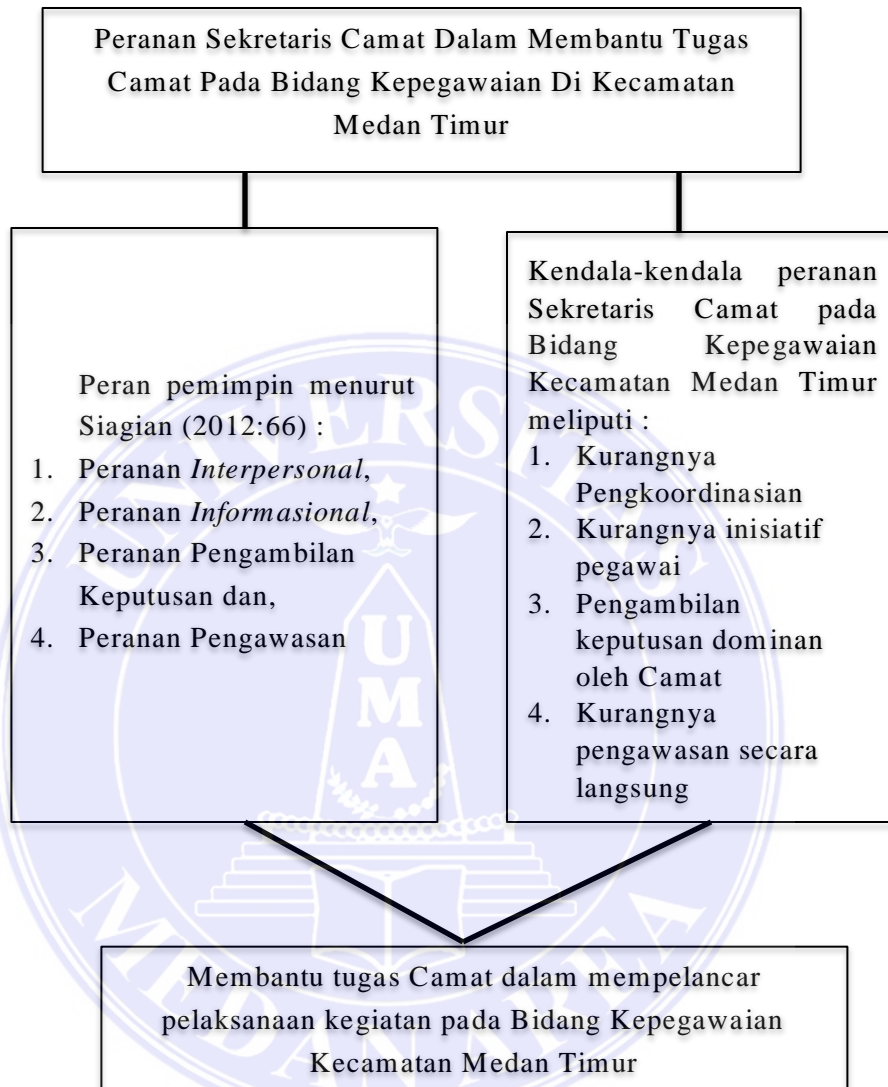 Peranan Sekretaris Camat Dalam Membantu Tugas
Camat Pada Bidang Kepegawaian Di Kecamatan
Medan Timur
Peran pemimpin menurut
Siagian (2012:66) :
1. Peranan Interpersonal,
2. Peranan Informasional,
3. Peranan Pengambilan
Keputusan dan,
4. Peranan Pengawasan
Kendala-kendala peranan
Sekretaris Camat pada
Bidang Kepegawaian
Kecamatan Medan Timur
meliputi :
1. Kurangnya
Pengkoordinasian
2. Kurangnya inisiatif
pegawai
3. Pengambilan
keputusan dominan
oleh Camat
4. Kurangnya
pengawasan secara
langsung
Membantu tugas Camat dalam mempelancar
pelaksanaan kegiatan pada Bidang Kepegawaian
Kecamatan Medan Timur
UNIVERSITAS
MEDAN AREA
U
M
A